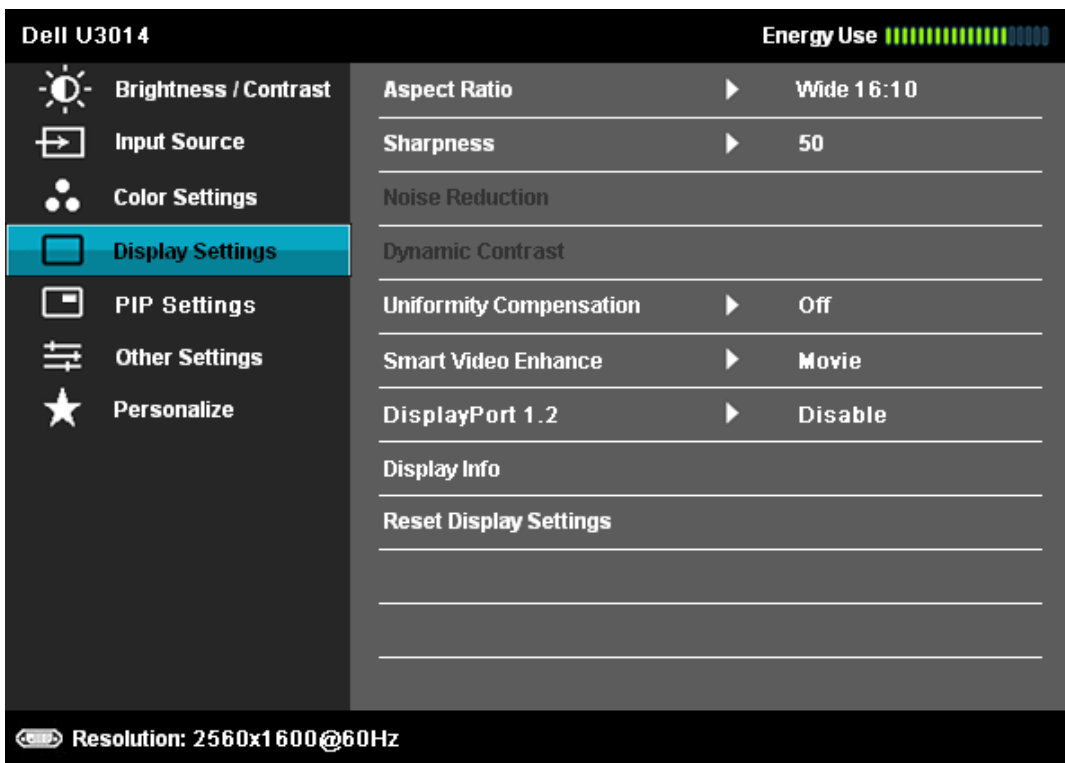 Dell U3014
Energy Use
Brightness / Contrast
Input Source
Color Settings
Display Settings
PIP Settings
Other Settings
Personalize
Aspect Ratio Wide 16:10
Sharpness 50
Noise Reduction
Dynamic Contrast
Uniformity Compensation Off
Smart Video Enhance Movie
DisplayPort 1.2 Disable
Display Info
Reset Display Settings
Resolution: 2560x1600@60Hz